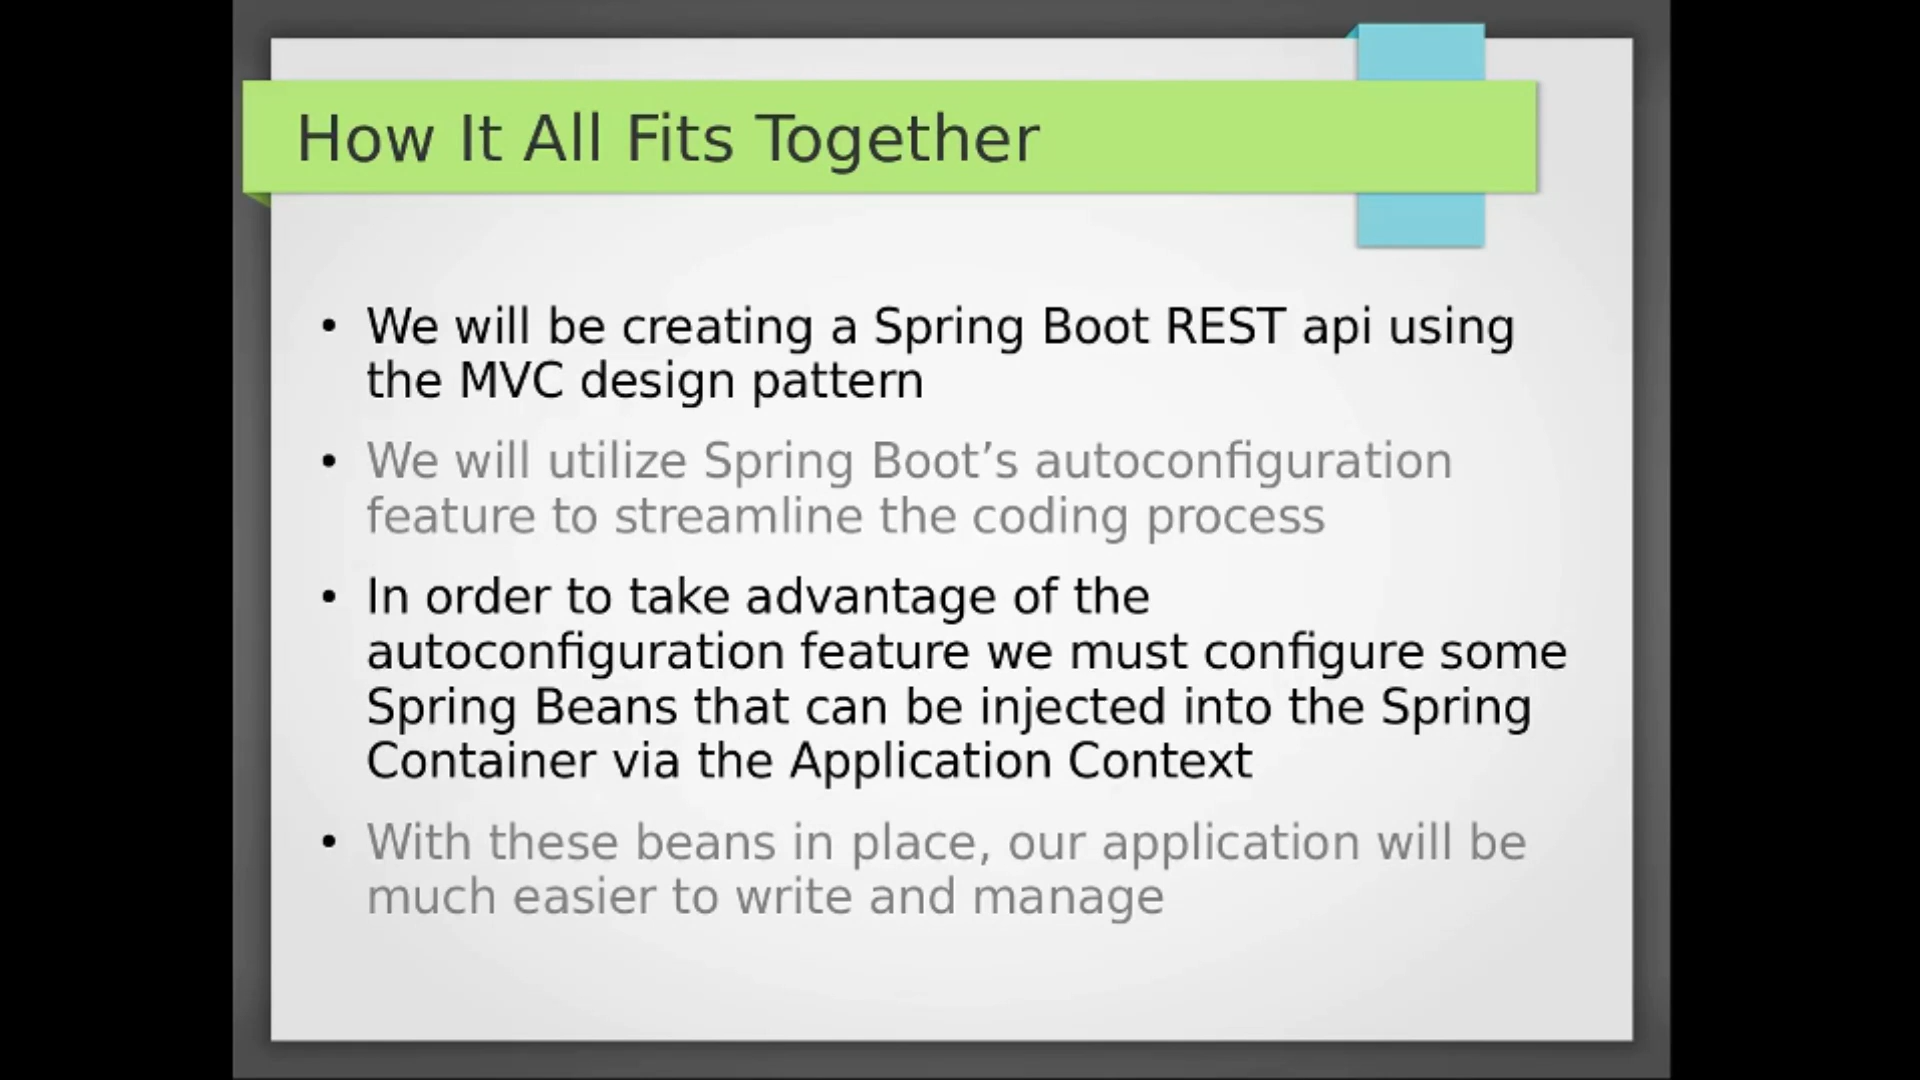 How It All Fits Together
• We will be creating a Spring Boot REST api using
the MVC design pattern
• We will utilize Spring Boot’s autoconfiguration
feature to streamline the coding process
• In order to take advantage of the
autoconfiguration feature we must configure some
Spring Beans that can be injected into the Spring
Container via the Application Context
• With these beans in place, our application will be
much easier to write and manage